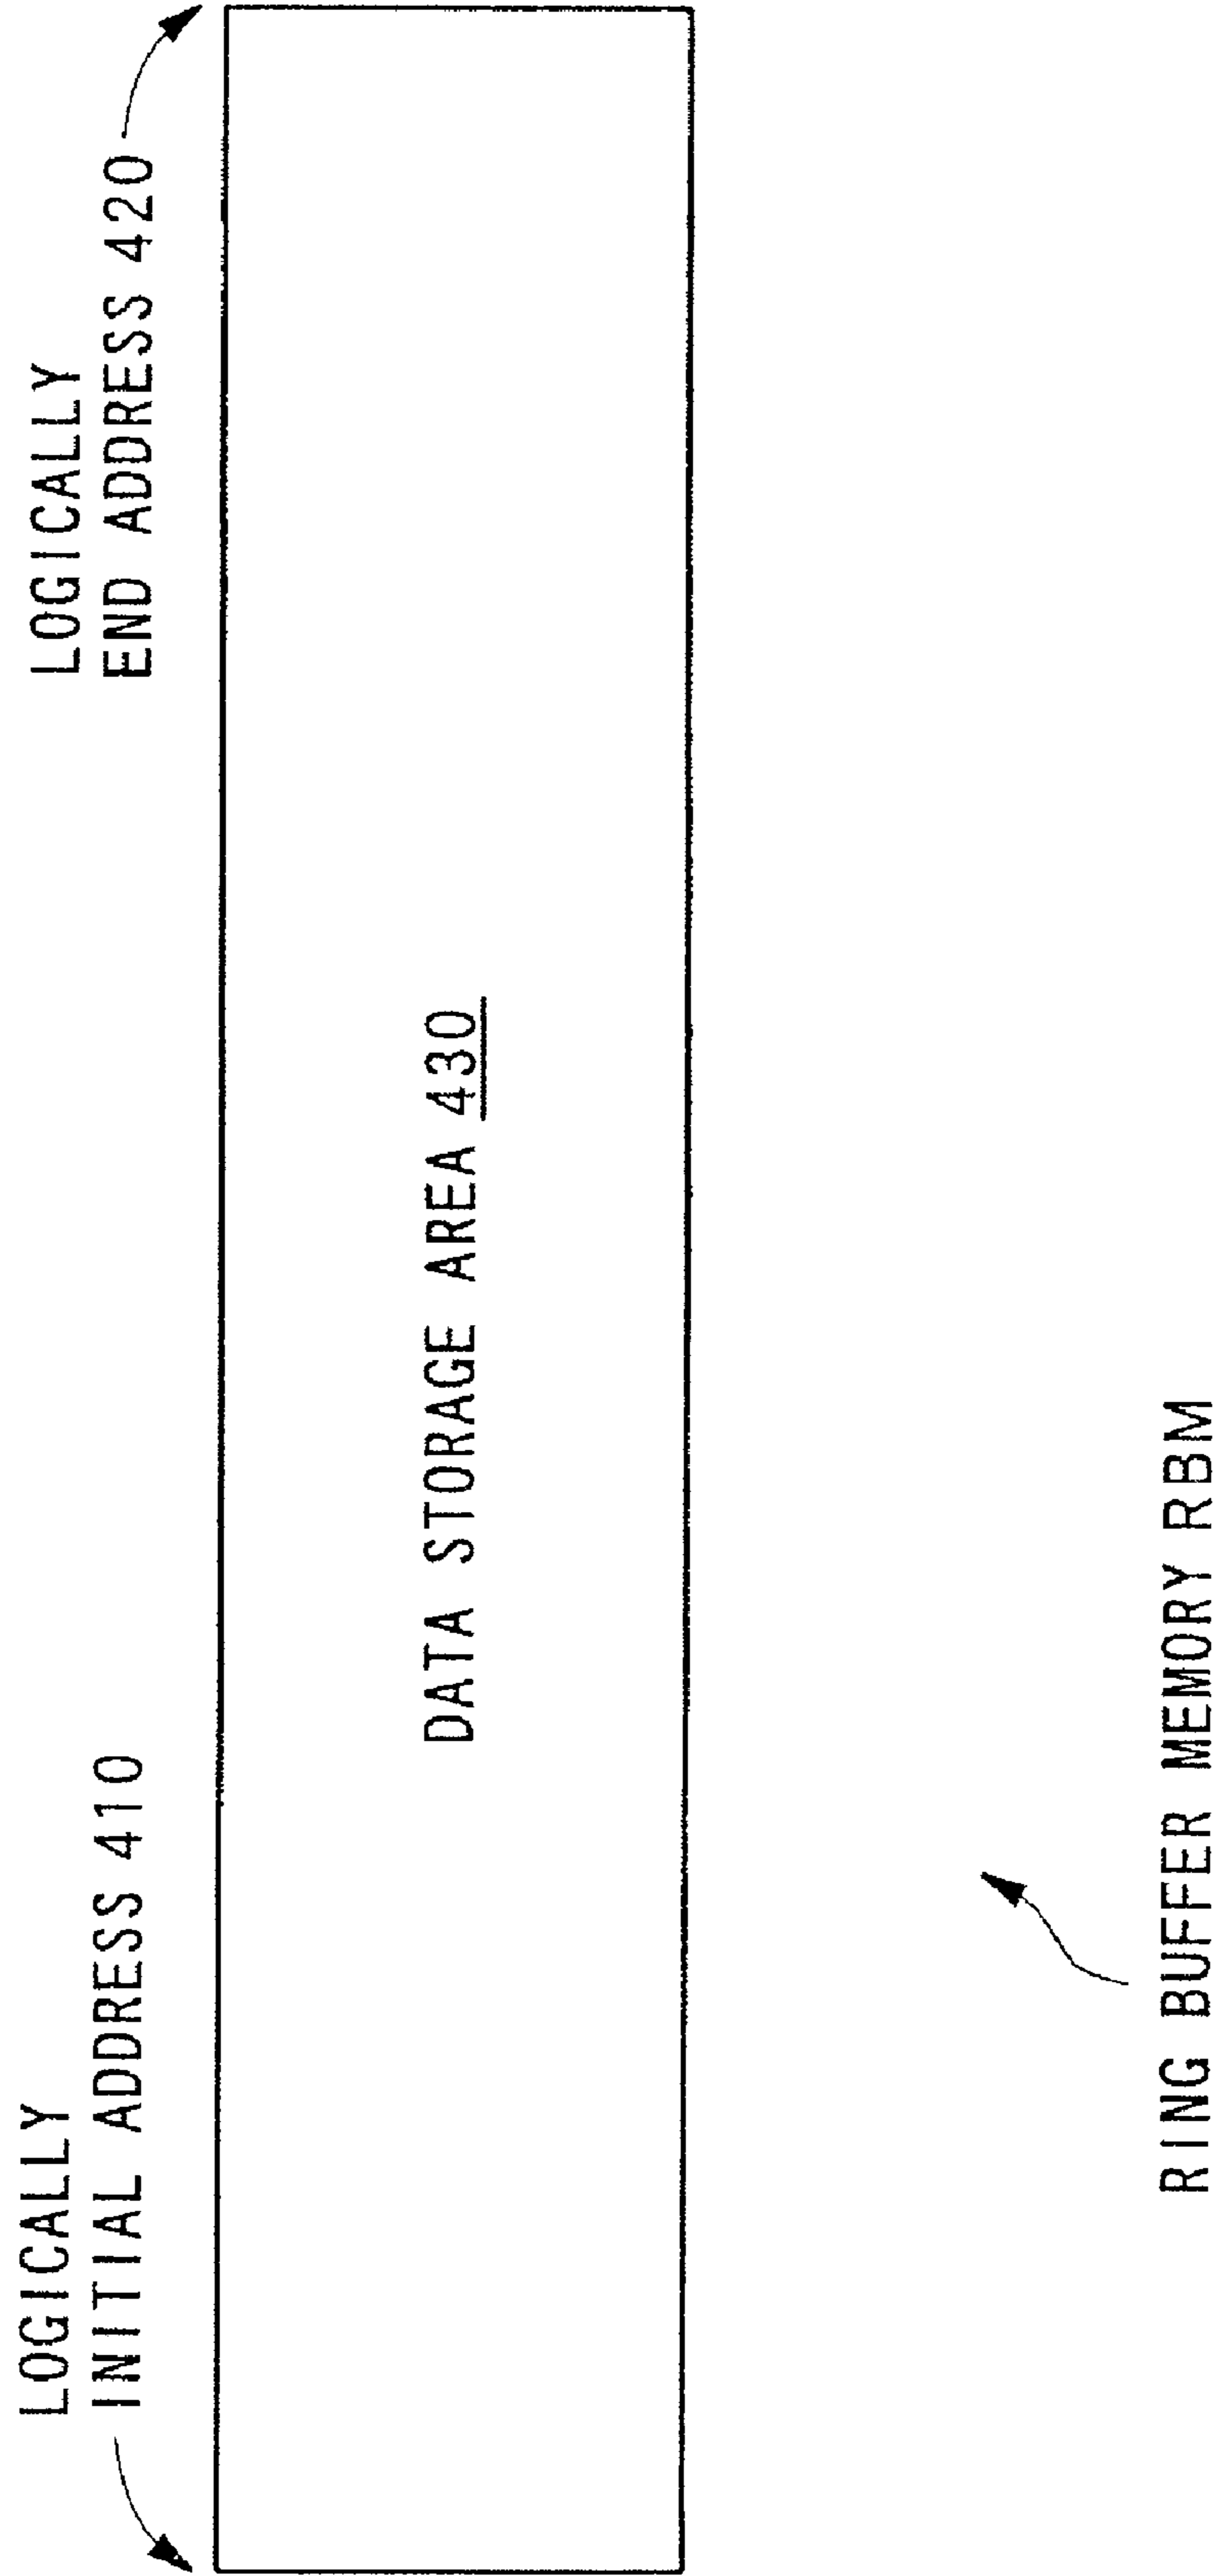 LOGICALLY
INITIAL ADDRESS 410
LOGICALLY
END ADDRESS 420
DATA STORAGE AREA 430
RING BUFFER MEMORY RBM